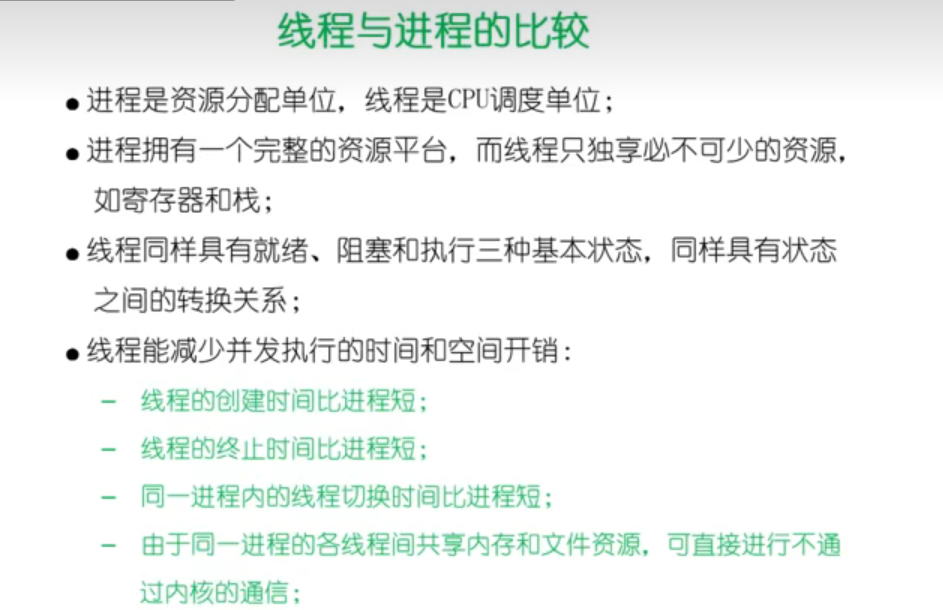 线程与进程的比较
● 进程是资源分配单位，线程是CPU调度单位；
● 进程拥有一个完整的资源平台，而线程只独享必不可少的资源，
如寄存器和栈；
● 线程同样具有就绪、阻塞和执行三种基本状态，同样具有状态
之间的转换关系；
● 线程能减少并发执行的时间和空间开销：
– 线程的创建时间比进程短；
– 线程的终止时间比进程短；
– 同一进程内的线程切换时间比进程短；
– 由于同一进程的各线程间共享内存和文件资源，可直接进行不通
过内核的通信；